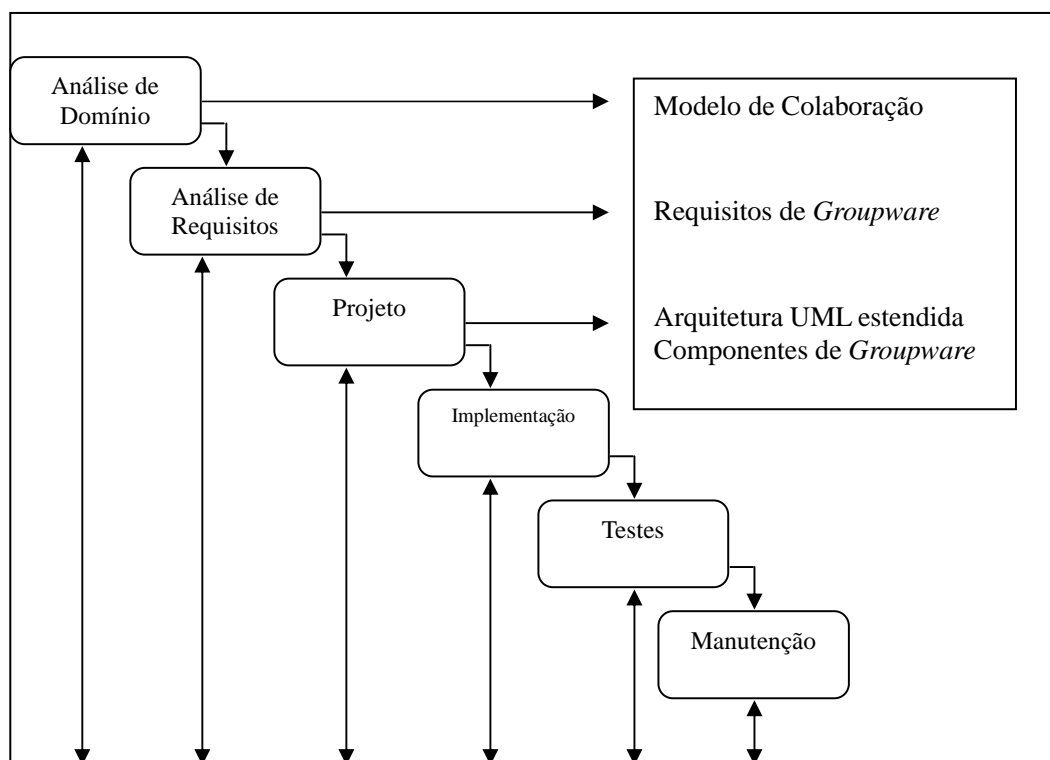 Análise de
Domínio
Modelo de Colaboração
Análise de
Requisitos
Requisitos de Groupware
Projeto
Arquitetura UML estendida
Componentes de Groupware
Implementação
Testes
Manutenção